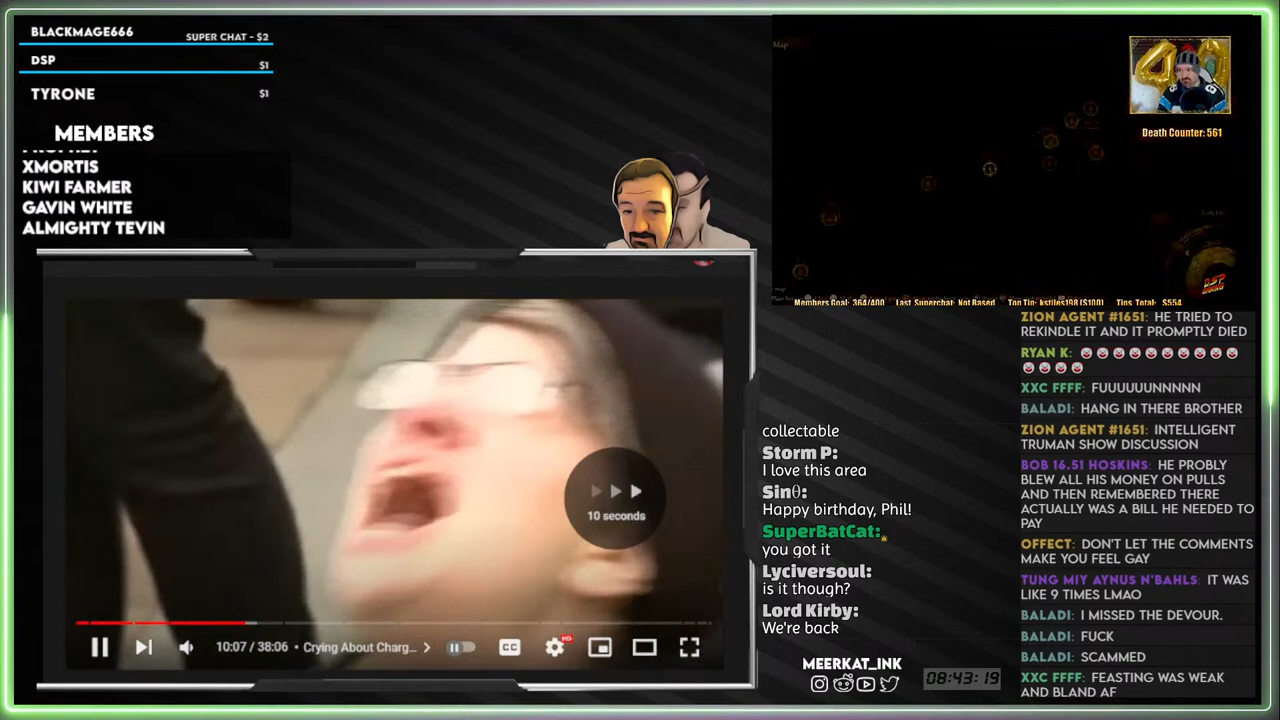 BLACKMAGE666 SUPER CHAT - $2
DSP $1
TYRONE $1
MEMBERS
PROPHET
XMORTIS
KIWI FARMER
GAVIN WHITE
ALMIGHTY TEVIN
Map
Death Counter: 561
Members Goal: 364/400 Last Superchat: Not Based Top Tip: kstiles198 ($100) Tips Total: $554
10 seconds
10:07 / 38:06 • Crying About Charg...
CC
HD
collectable
Storm P:
I love this area
Sinθ:
Happy birthday, Phil!
SuperBatCat:
you got it
Lyciversoul:
is it though?
Lord Kirby:
We're back
MEERKAT_INK
08:43:19
ZION AGENT #1651: HE TRIED TO
REKINDLE IT AND IT PROMPTLY DIED
RYAN K:
XXC FFFF: FUUUUUUNNNNN
BALADI: HANG IN THERE BROTHER
ZION AGENT #1651: INTELLIGENT
TRUMAN SHOW DISCUSSION
BOB 16.51 HOSKINS: HE PROBLY
BLEW ALL HIS MONEY ON PULLS
AND THEN REMEMBERED THERE
ACTUALLY WAS A BILL HE NEEDED TO
PAY
OFFECT: DON'T LET THE COMMENTS
MAKE YOU FEEL GAY
TUNG MIY AYNUS N'BAHLS: IT WAS
LIKE 9 TIMES LMAO
BALADI: I MISSED THE DEVOUR.
BALADI: FUCK
BALADI: SCAMMED
XXC FFFF: FEASTING WAS WEAK
AND BLAND AF